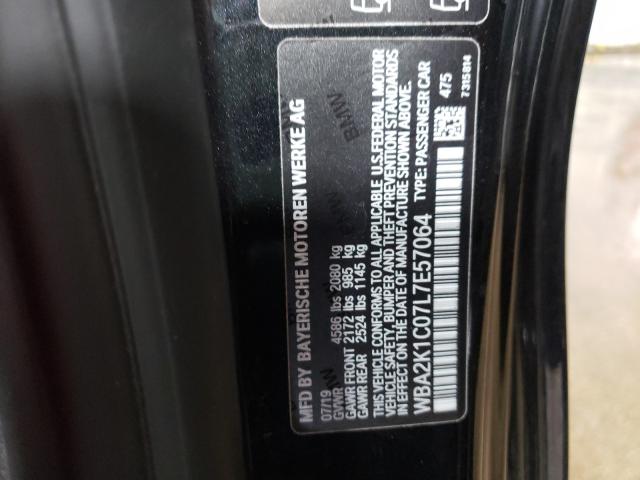 MFD BY BAYERISCHE MOTOREN WERKE AG
07/19
GVWR 4586 lbs 2080 kg
GAWR FRONT 2172 lbs 985 kg
GAWR REAR 2524 lbs 1145 kg
THIS VEHICLE CONFORMS TO ALL APPLICABLE U.S.FEDERAL MOTOR
VEHICLE SAFETY, BUMPER AND THEFT PREVENTION STANDARDS
IN EFFECT ON THE DATE OF MANUFACTURE SHOWN ABOVE.
WBA2K1C07L7E57064 TYPE: PASSENGER CAR
475
7315814
BMW
BMW